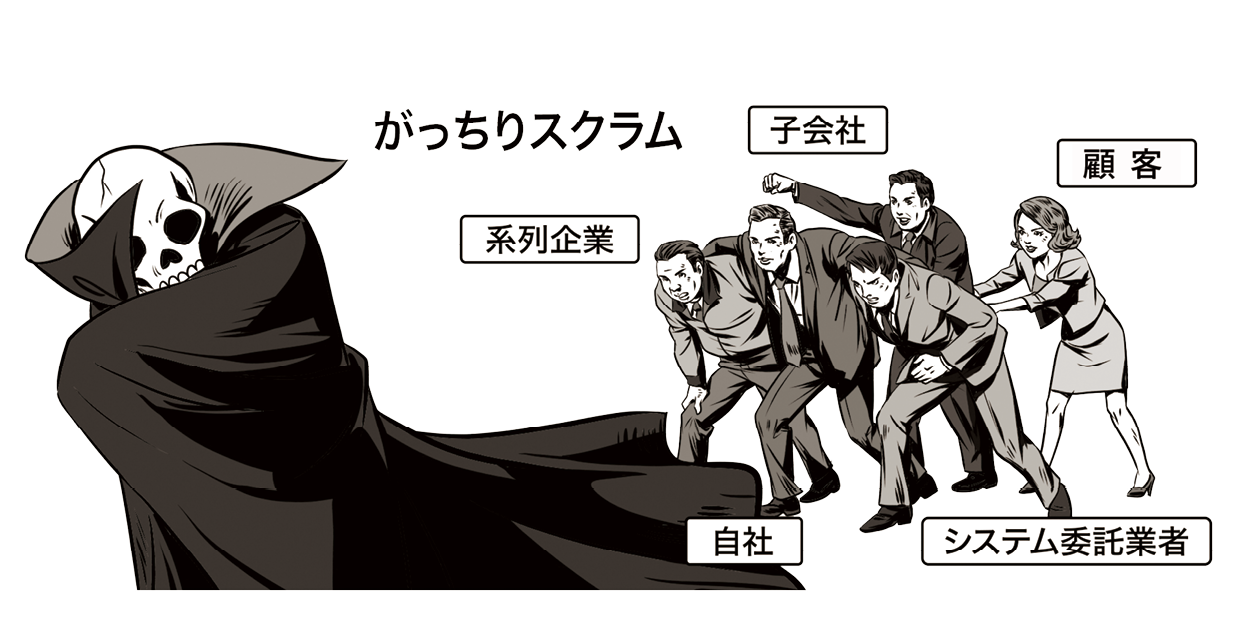 がっちりスクラム
子会社
顧客
系列企業
自社
システム委託業者